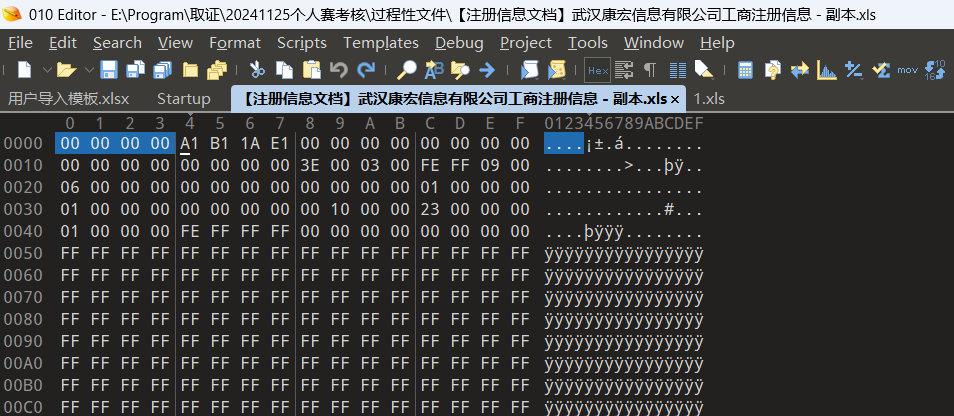 010 Editor - E:\Program\取证\20241125个人赛考核\过程性文件\【注册信息文档】武汉康宏信息有限公司工商注册信息 - 副本.xls
File Edit Search View Format Scripts Templates Debug Project Tools Window Help
Hex mov
用户导入模板.xlsx Startup 【注册信息文档】武汉康宏信息有限公司工商注册信息 - 副本.xls × 1.xls
0 1 2 3 4 5 6 7 8 9 A B C D E F 0123456789ABCDEF
0000 00 00 00 00 A1 B1 1A E1 00 00 00 00 00 00 00 00 ....¡±.á........
0010 00 00 00 00 00 00 00 00 3E 00 03 00 FE FF 09 00 ........>...þÿ..
0020 06 00 00 00 00 00 00 00 00 00 00 00 01 00 00 00 ................
0030 01 00 00 00 00 00 00 00 00 10 00 00 23 00 00 00 ............#...
0040 01 00 00 00 FE FF FF FF 00 00 00 00 00 00 00 00 ....þÿÿÿ........
0050 FF FF FF FF FF FF FF FF FF FF FF FF FF FF FF FF ÿÿÿÿÿÿÿÿÿÿÿÿÿÿÿÿ
0060 FF FF FF FF FF FF FF FF FF FF FF FF FF FF FF FF ÿÿÿÿÿÿÿÿÿÿÿÿÿÿÿÿ
0070 FF FF FF FF FF FF FF FF FF FF FF FF FF FF FF FF ÿÿÿÿÿÿÿÿÿÿÿÿÿÿÿÿ
0080 FF FF FF FF FF FF FF FF FF FF FF FF FF FF FF FF ÿÿÿÿÿÿÿÿÿÿÿÿÿÿÿÿ
0090 FF FF FF FF FF FF FF FF FF FF FF FF FF FF FF FF ÿÿÿÿÿÿÿÿÿÿÿÿÿÿÿÿ
00A0 FF FF FF FF FF FF FF FF FF FF FF FF FF FF FF FF ÿÿÿÿÿÿÿÿÿÿÿÿÿÿÿÿ
00B0 FF FF FF FF FF FF FF FF FF FF FF FF FF FF FF FF ÿÿÿÿÿÿÿÿÿÿÿÿÿÿÿÿ
00C0 FF FF FF FF FF FF FF FF FF FF FF FF FF FF FF FF ÿÿÿÿÿÿÿÿÿÿÿÿÿÿÿÿ